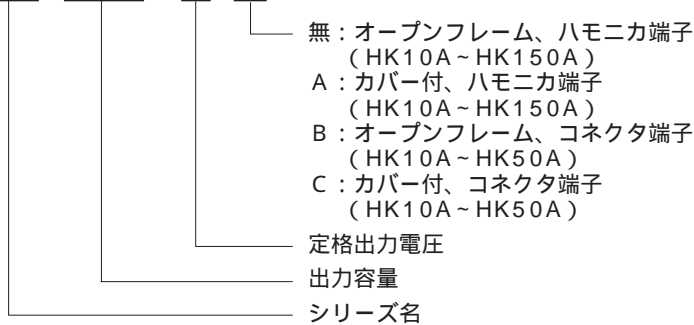 無：オープンフレーム、ハモニカ端子
（HK10A~HK150A）
A：カバー付、ハモニカ端子
（HK10A~HK150A）
B：オープンフレーム、コネクタ端子
（HK10A~HK50A）
C：カバー付、コネクタ端子
（HK10A~HK50A）
定格出力電圧
出力容量
シリーズ名